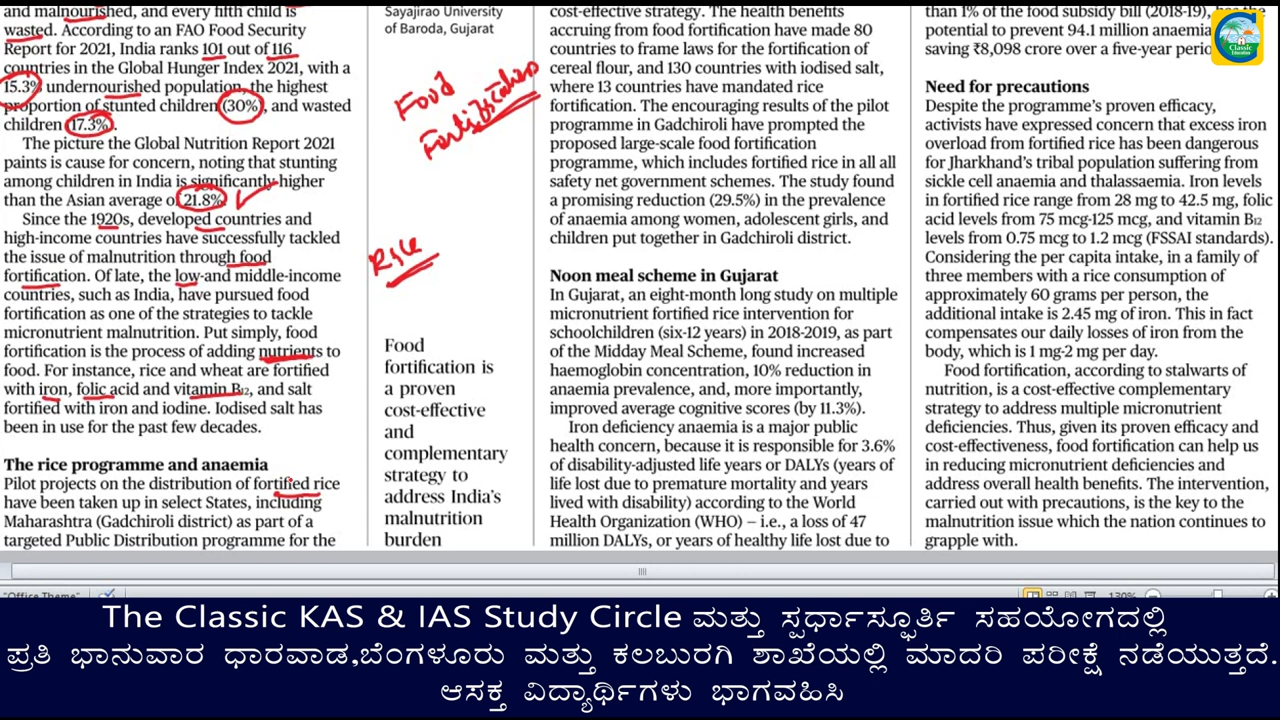 and malnourished, and every fifth child is
wasted. According to an FAO Food Security
Report for 2021, India ranks 101 out of 116
countries in the Global Hunger Index 2021, with a
15.3% undernourished population, the highest
proportion of stunted children (30%), and wasted
children (17.3%).
The picture the Global Nutrition Report 2021
paints is cause for concern, noting that stunting
among children in India is significantly higher
than the Asian average of 21.8%.
Since the 1920s, developed countries and
high-income countries have successfully tackled
the issue of malnutrition through food
fortification. Of late, the low-and middle-income
countries, such as India, have pursued food
fortification as one of the strategies to tackle
micronutrient malnutrition. Put simply, food
fortification is the process of adding nutrients to
food. For instance, rice and wheat are fortified
with iron, folic acid and vitamin B12, and salt
fortified with iron and iodine. Iodised salt has
been in use for the past few decades.
The rice programme and anaemia
Pilot projects on the distribution of fortified rice
have been taken up in select States, including
Maharashtra (Gadchiroli district) as part of a
targeted Public Distribution programme for the
Sayajirao University
of Baroda, Gujarat
Food
Fortification
Rice
Food
fortification is
a proven
cost-effective
and
complementary
strategy to
address India's
malnutrition
burden
cost-effective strategy. The health benefits
accruing from food fortification have made 80
countries to frame laws for the fortification of
cereal flour, and 130 countries with iodised salt,
where 13 countries have mandated rice
fortification. The encouraging results of the pilot
programme in Gadchiroli have prompted the
proposed large-scale food fortification
programme, which includes fortified rice in all all
safety net government schemes. The study found
a promising reduction (29.5%) in the prevalence
of anaemia among women, adolescent girls, and
children put together in Gadchiroli district.
Noon meal scheme in Gujarat
In Gujarat, an eight-month long study on multiple
micronutrient fortified rice intervention for
schoolchildren (six-12 years) in 2018-2019, as part
of the Midday Meal Scheme, found increased
haemoglobin concentration, 10% reduction in
anaemia prevalence, and, more importantly,
improved average cognitive scores (by 11.3%).
Iron deficiency anaemia is a major public
health concern, because it is responsible for 3.6%
of disability-adjusted life years or DALYs (years of
life lost due to premature mortality and years
lived with disability) according to the World
Health Organization (WHO) — i.e., a loss of 47
million DALYs, or years of healthy life lost due to
than 1% of the food subsidy bill (2018-19), has the
potential to prevent 94.1 million anaemia
saving ₹8,098 crore over a five-year period
Need for precautions
Despite the programme's proven efficacy,
activists have expressed concern that excess iron
overload from fortified rice has been dangerous
for Jharkhand's tribal population suffering from
sickle cell anaemia and thalassaemia. Iron levels
in fortified rice range from 28 mg to 42.5 mg, folic
acid levels from 75 mcg-125 mcg, and vitamin B12
levels from 0.75 mcg to 1.2 mcg (FSSAI standards).
Considering the per capita intake, in a family of
three members with a rice consumption of
approximately 60 grams per person, the
additional intake is 2.45 mg of iron. This in fact
compensates our daily losses of iron from the
body, which is 1 mg-2 mg per day.
Food fortification, according to stalwarts of
nutrition, is a cost-effective complementary
strategy to address multiple micronutrient
deficiencies. Thus, given its proven efficacy and
cost-effectiveness, food fortification can help us
in reducing micronutrient deficiencies and
address overall health benefits. The intervention,
carried out with precautions, is the key to the
malnutrition issue which the nation continues to
grapple with.
Classic
Education
"Office Theme"
130%
The Classic KAS & IAS Study Circle ಮತ್ತು ಸ್ಪರ್ಧಾಸ್ಫೂರ್ತಿ ಸಹಯೋಗದಲ್ಲಿ
ಪ್ರತಿ ಭಾನುವಾರ ಧಾರವಾಡ,ಬೆಂಗಳೂರು ಮತ್ತು ಕಲಬುರಗಿ ಶಾಖೆಯಲ್ಲಿ ಮಾದರಿ ಪರೀಕ್ಷೆ ನಡೆಯುತ್ತದೆ.
ಆಸಕ್ತ ವಿದ್ಯಾರ್ಥಿಗಳು ಭಾಗವಹಿಸಿ